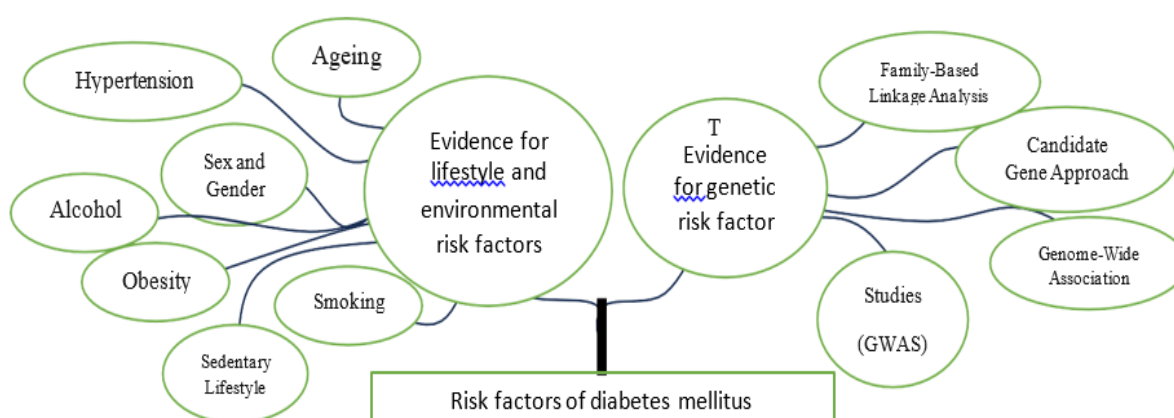 Ageing
Hypertension
Sex and
Gender
Alcohol
Obesity
Smoking
Sedentary
Lifestyle
Evidence for
lifestyle and
environmental
risk factors
T
Evidence
for genetic
risk factor
Family-Based
Linkage Analysis
Candidate
Gene Approach
Genome-Wide
Association
Studies
(GWAS)
Risk factors of diabetes mellitus